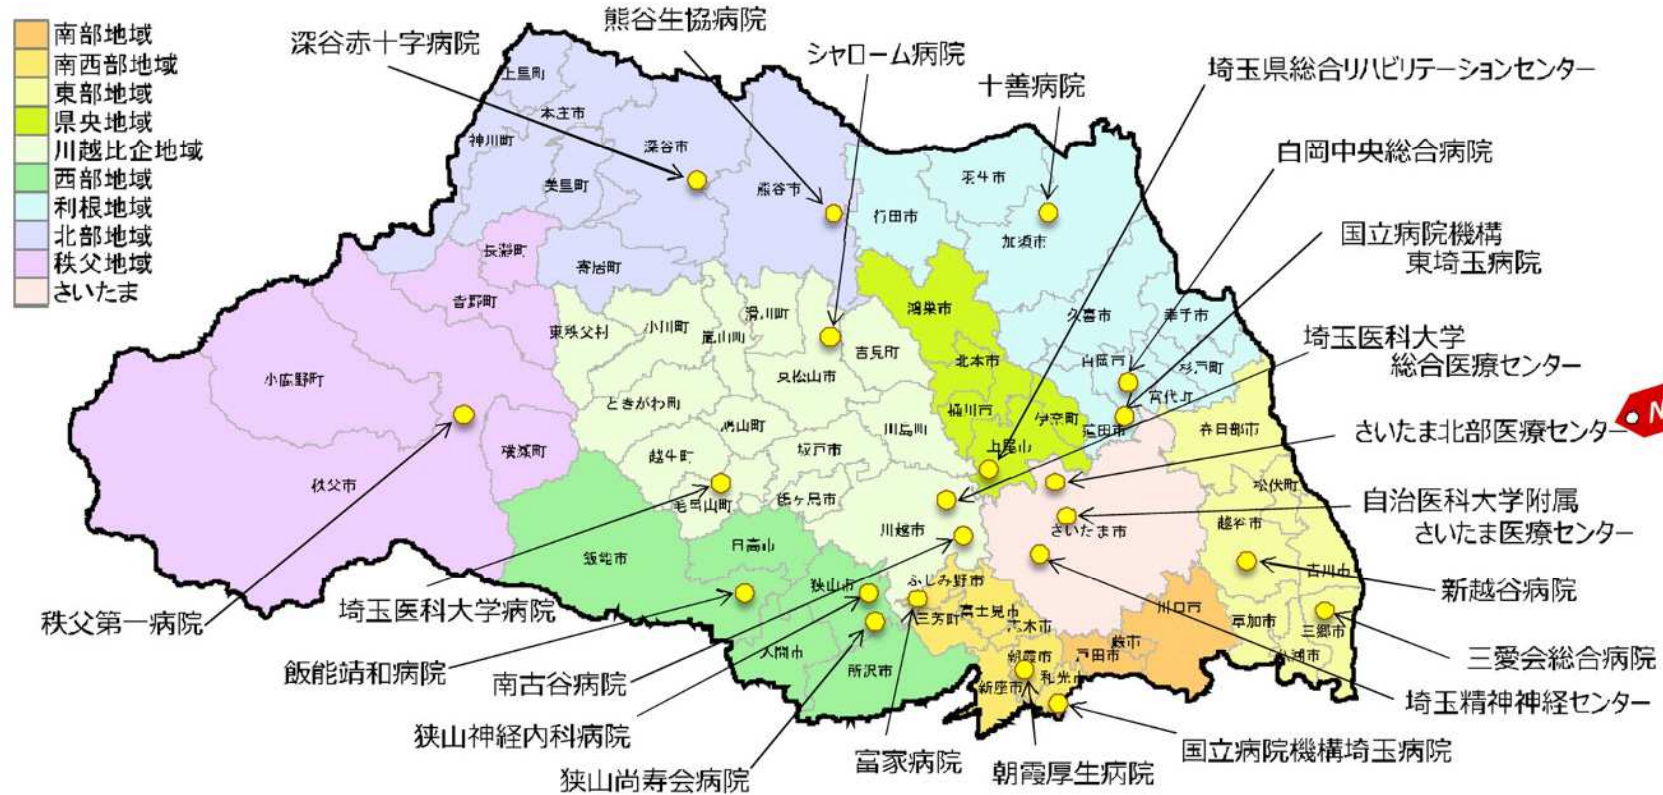 南部地域
南西部地域
東部地域
県央地域
川越比企地域
西部地域
利根地域
北部地域
秩父地域
さいたま
深谷赤十字病院
熊谷生協病院
シャローム病院
十善病院
埼玉県総合リハビリテーションセンター
白岡中央総合病院
国立病院機構
東埼玉病院
埼玉医科大学
総合医療センター
さいたま北部医療センター
N
自治医科大学附属
さいたま医療センター
新越谷病院
三愛会総合病院
埼玉精神神経センター
国立病院機構埼玉病院
朝霞厚生病院
富家病院
狭山尚寿会病院
狭山神経内科病院
南古谷病院
飯能靖和病院
埼玉医科大学病院
秩父第一病院
上里町
本庄市
神川町
美里町
深谷市
熊谷市
寄居町
長瀞町
皆野町
小鹿野町
秩父市
横瀬町
東秩父村
小川町
嵐山町
滑川町
吉見町
東松山市
ときがわ町
鳩山町
川島町
越生町
坂戸市
毛呂山町
鶴ヶ島市
川越市
行田市
羽生市
加須市
久喜市
幸手市
白岡市
杉戸町
宮代町
蓮田市
鴻巣市
北本市
桶川市
伊奈町
上尾市
さいたま市
春日部市
松伏町
越谷市
吉川市
草加市
三郷市
八潮市
川口市
蕨市
戸田市
飯能市
日高市
狭山市
入間市
所沢市
ふじみ野市
富士見市
三芳町
志木市
朝霞市
和光市
新座市